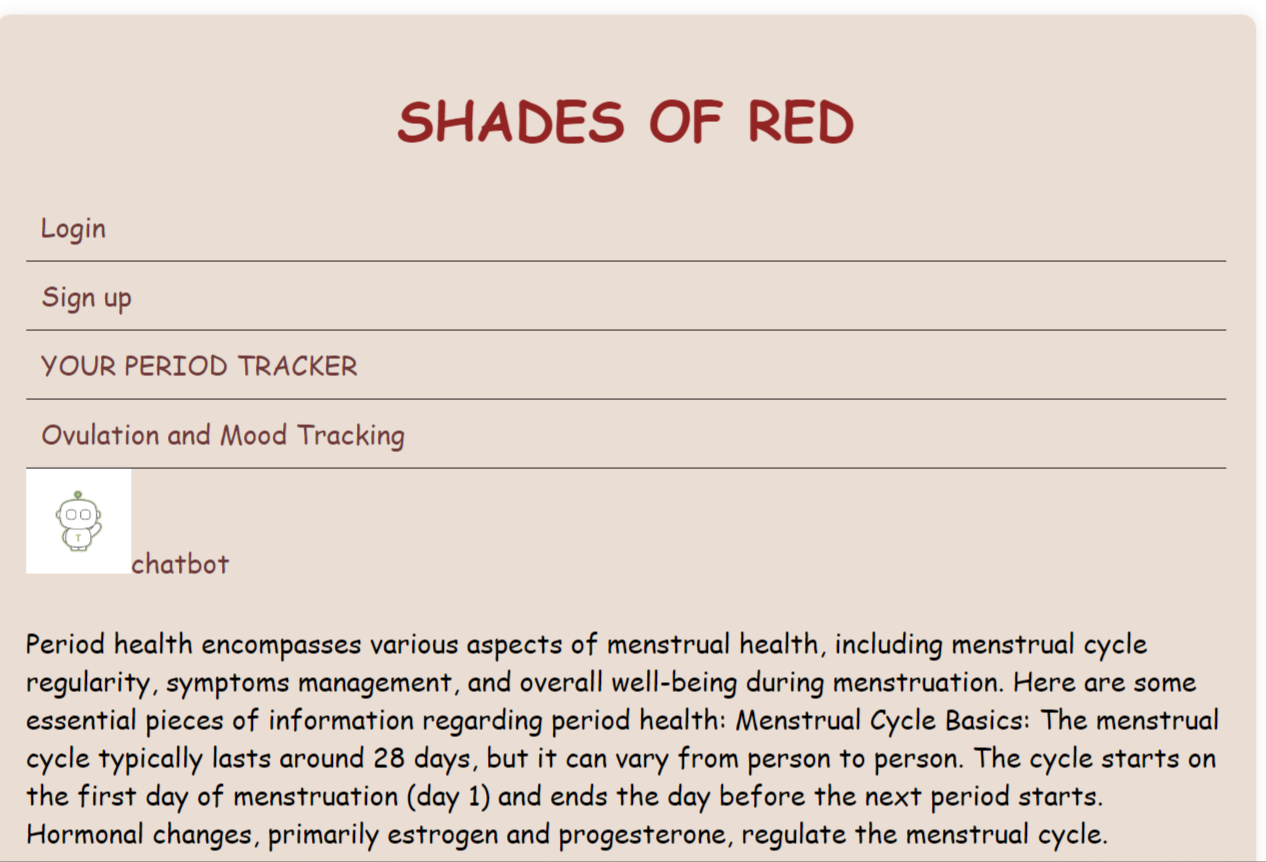 SHADES OF RED
Login
Sign up
YOUR PERIOD TRACKER
Ovulation and Mood Tracking
T
chatbot
Period health encompasses various aspects of menstrual health, including menstrual cycle
regularity, symptoms management, and overall well-being during menstruation. Here are some
essential pieces of information regarding period health: Menstrual Cycle Basics: The menstrual
cycle typically lasts around 28 days, but it can vary from person to person. The cycle starts on
the first day of menstruation (day 1) and ends the day before the next period starts.
Hormonal changes, primarily estrogen and progesterone, regulate the menstrual cycle.